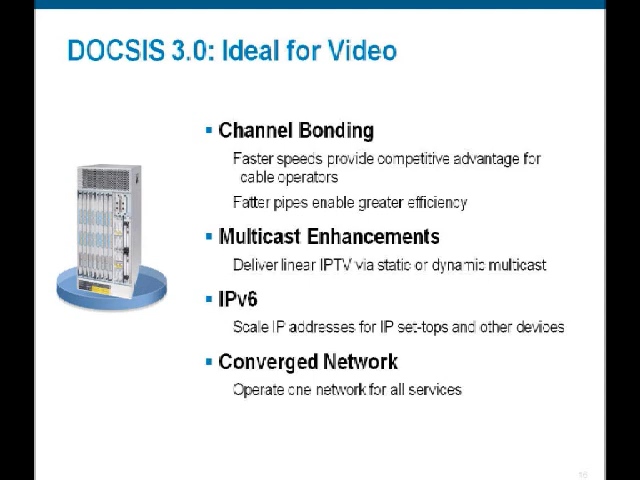 DOCSIS 3.0: Ideal for Video
▪ Channel Bonding
Faster speeds provide competitive advantage for
cable operators
Fatter pipes enable greater efficiency
▪ Multicast Enhancements
Deliver linear IPTV via static or dynamic multicast
▪ IPv6
Scale IP addresses for IP set-tops and other devices
▪ Converged Network
Operate one network for all services